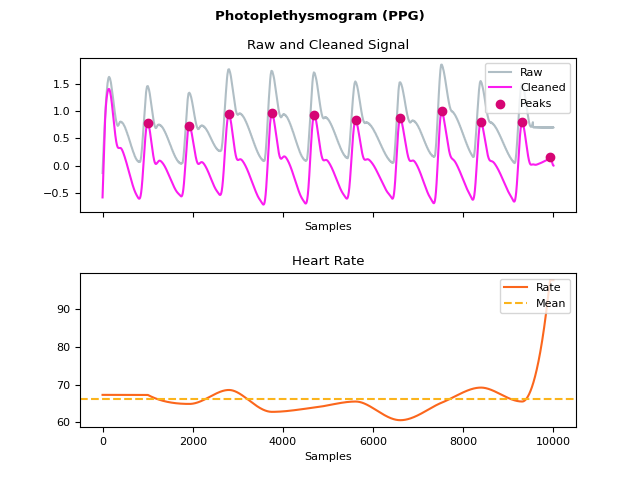 Photoplethysmogram (PPG)
Raw and Cleaned Signal
Raw
Cleaned
Peaks
1.5
1.0
0.5
0.0
−0.5
Samples
Heart Rate
Rate
Mean
90
80
70
60
0 2000 4000 6000 8000 10000
Samples